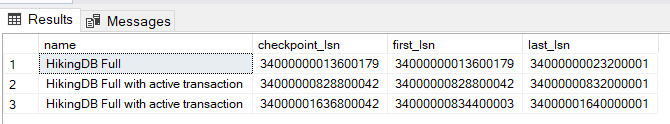 Results Messages
name checkpoint_lsn first_lsn last_lsn
1 HikingDB Full 34000000013600179 34000000013600179 34000000023200001
2 HikingDB Full with active transaction 34000000828800042 34000000828800042 34000000832000001
3 HikingDB Full with active transaction 34000001636800042 34000000834400003 34000001640000001